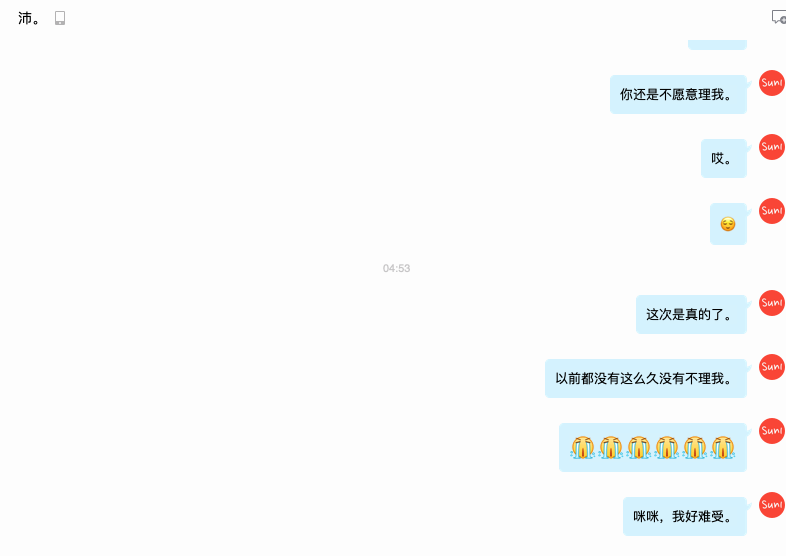 沛。
你还是不愿意理我。
Suni
哎。
Suni
Suni
04:53
这次是真的了。
Suni
以前都没有这么久没有不理我。
Suni
Suni
咪咪，我好难受。
Suni